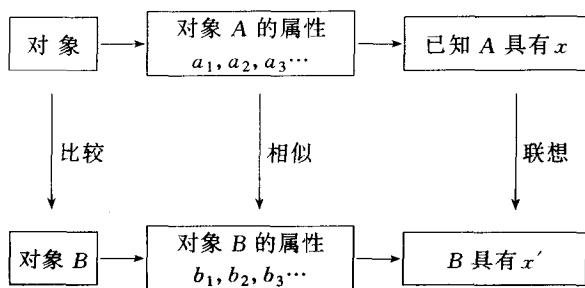 对 象
对象 A 的属性
a₁, a₂, a₃…
已知 A 具有 x
比较
相似
联想
对象 B
对象 B 的属性
b₁, b₂, b₃…
B 具有 x′